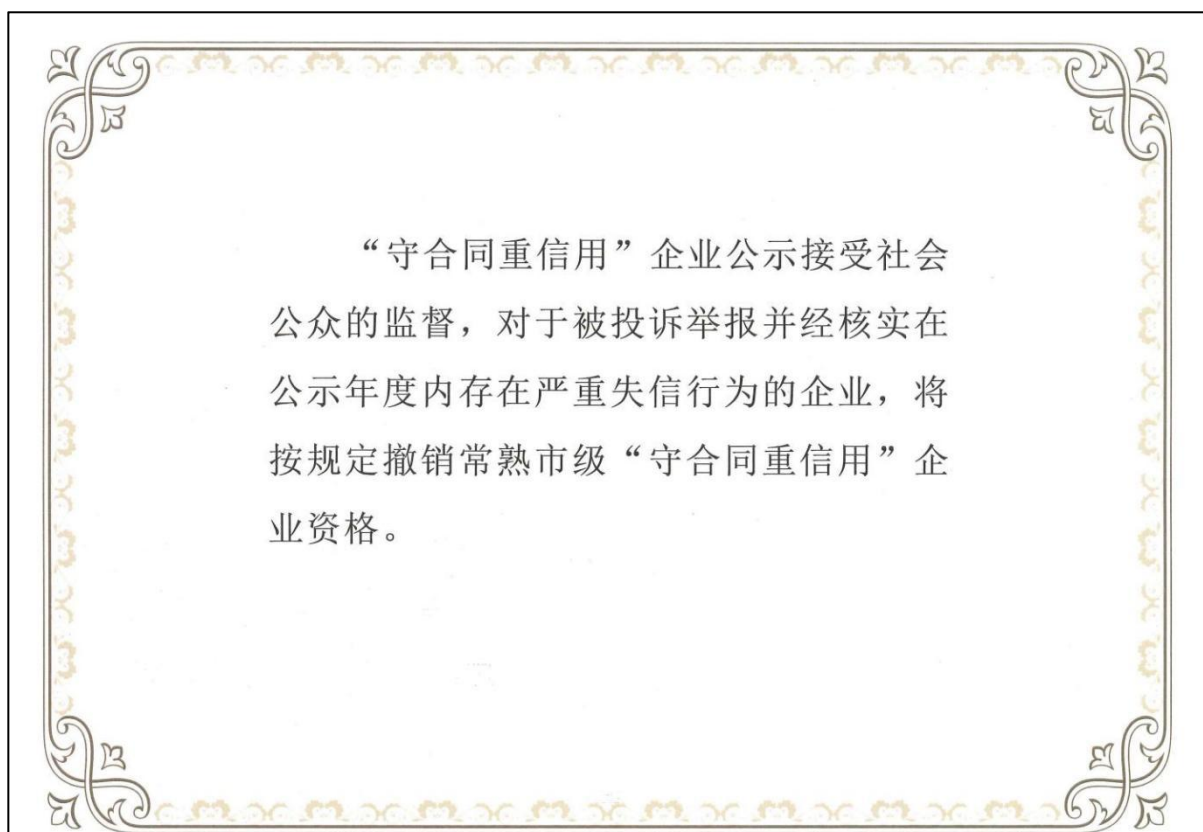 “守合同重信用”企业公示接受社会
公众的监督，对于被投诉举报并经核实在
公示年度内存在严重失信行为的企业，将
按规定撤销常熟市级“守合同重信用”企
业资格。